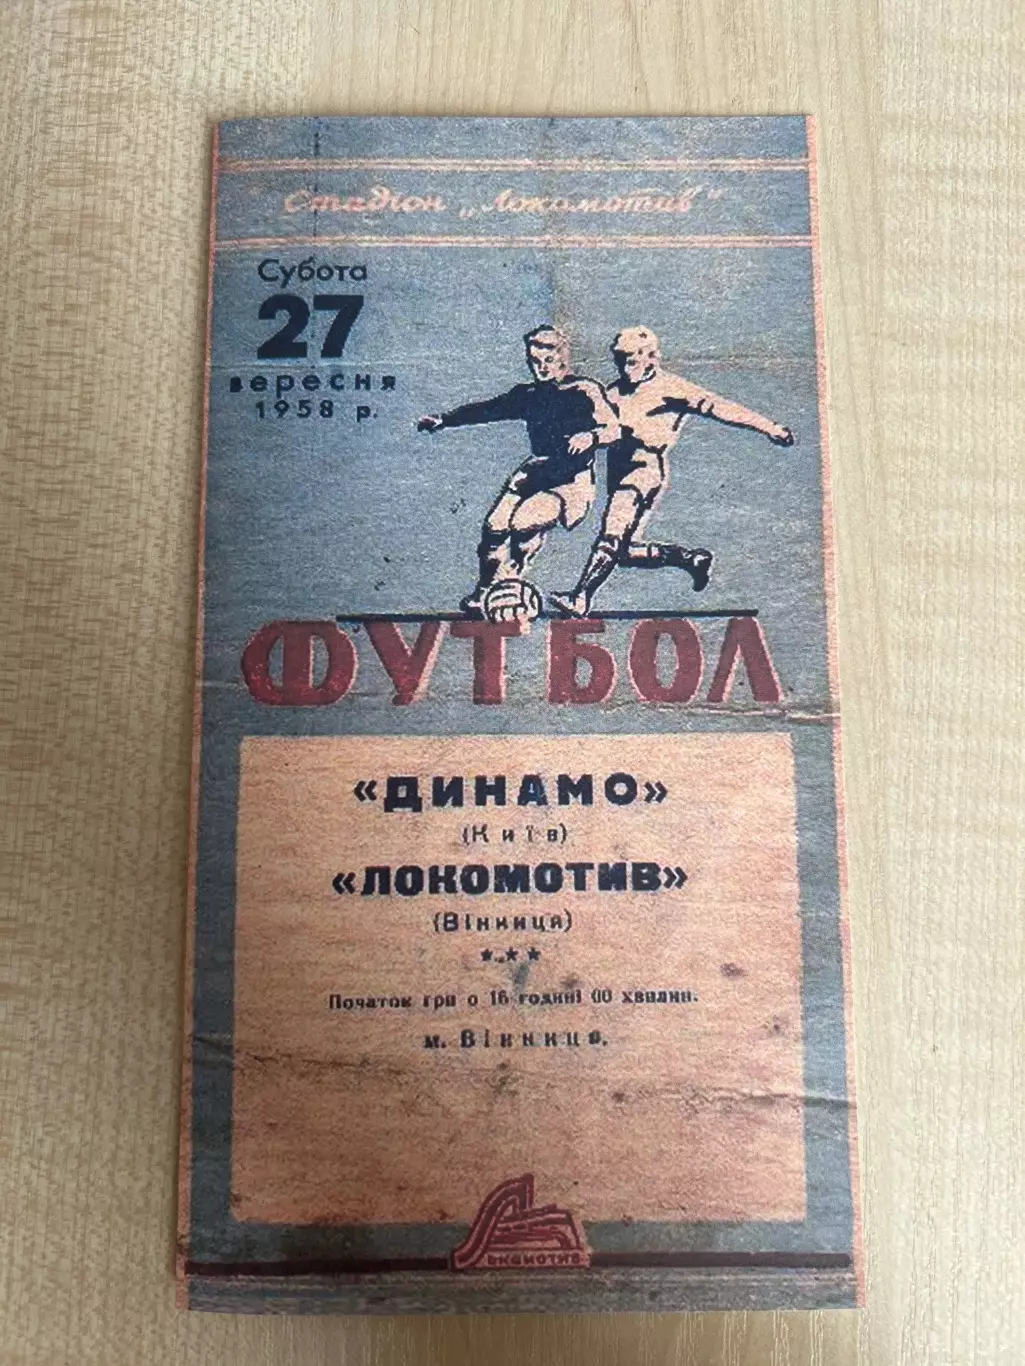 Стадіон „Локомотив"
Субота
27
вересня
1958 р.
ФУТБОЛ
«ДИНАМО»
(Київ)
«ЛОКОМОТИВ»
(Вінниця)
★ ★ ★
Початок гри о 16 годині 00 хвилин.
м. Вінниця.
Локомотив